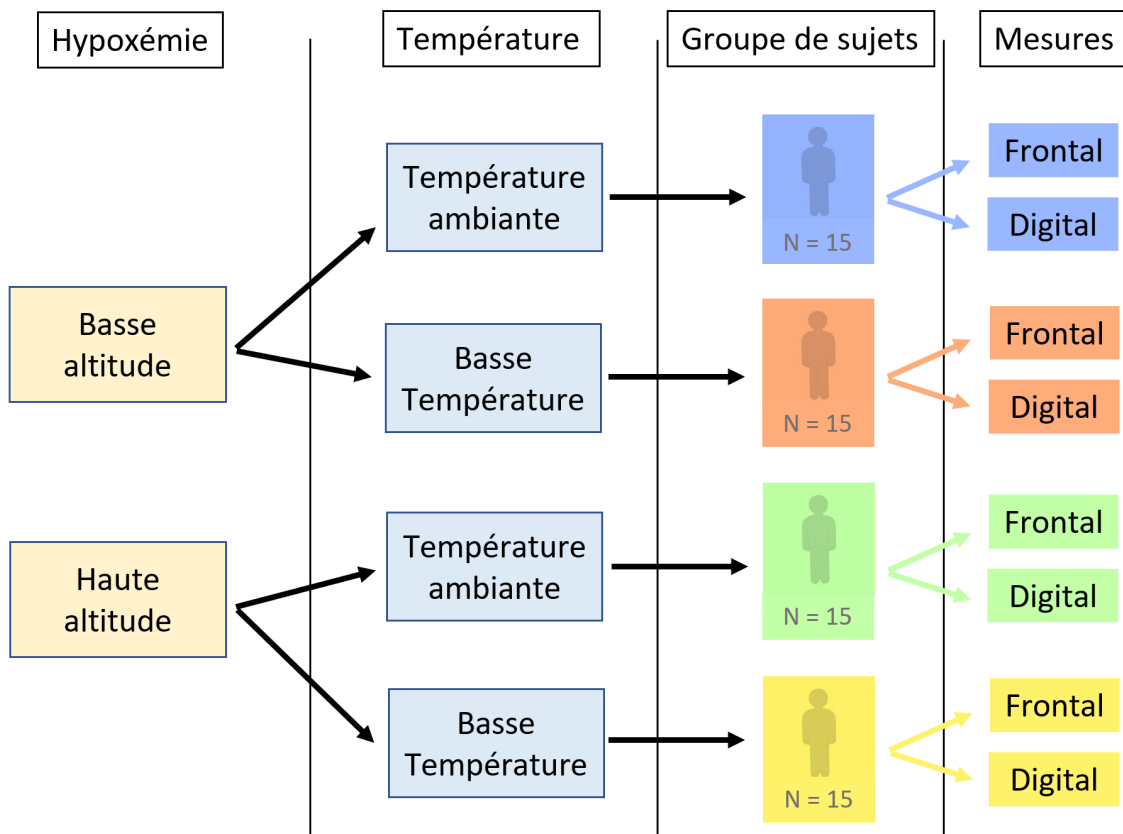 Hypoxémie
Température
Groupe de sujets
Mesures
Basse
altitude
Température
ambiante
N = 15
Frontal
Digital
Basse
Température
N = 15
Frontal
Digital
Haute
altitude
Température
ambiante
N = 15
Frontal
Digital
Basse
Température
N = 15
Frontal
Digital